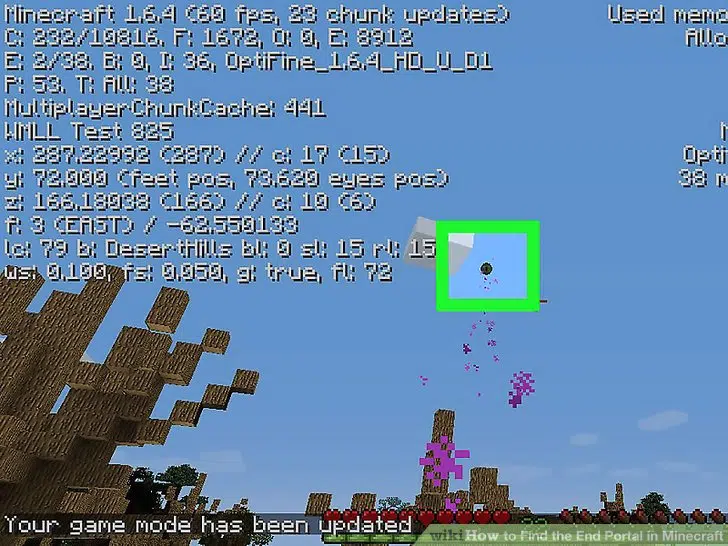 Minecraft 1.6.4 (60 fps, 23 chunk updates)
Used memo
C: 232/10816. F: 1672, O: 0, E: 8912
Allo
E: 2/38. B: 0, I: 36, OptiFine_1.6.4_HD_U_D1
P: 53. T: All: 38
MultiplayerChunkCache: 441
WMLL Test 825
x: 287.22992 (287) // c: 17 (15)
Opti
y: 72.000 (feet pos, 73.620 eyes pos)
38 m
z: 166.18038 (166) // c: 10 (6)
f: 3 (EAST) / -62.550133
lc: 79 b: DesertHills bl: 0 sl: 15 rl: 15
ws: 0.100, fs: 0.050, g: true, fl: 72
Your game mode has been updated
wikiHow to Find the End Portal in Minecraft